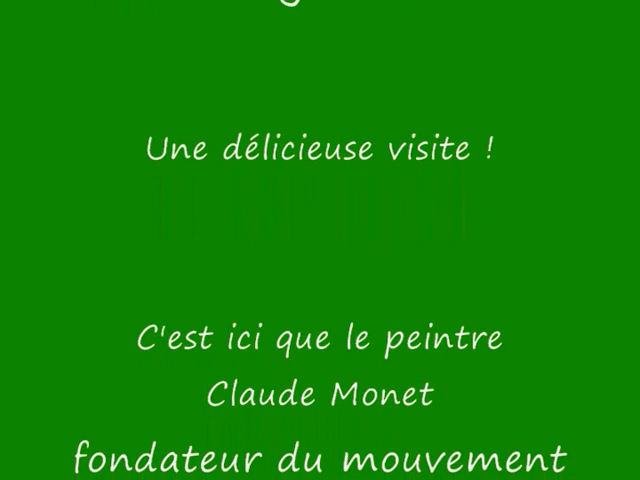 Une délicieuse visite !
C'est ici que le peintre
Claude Monet
fondateur du mouvement